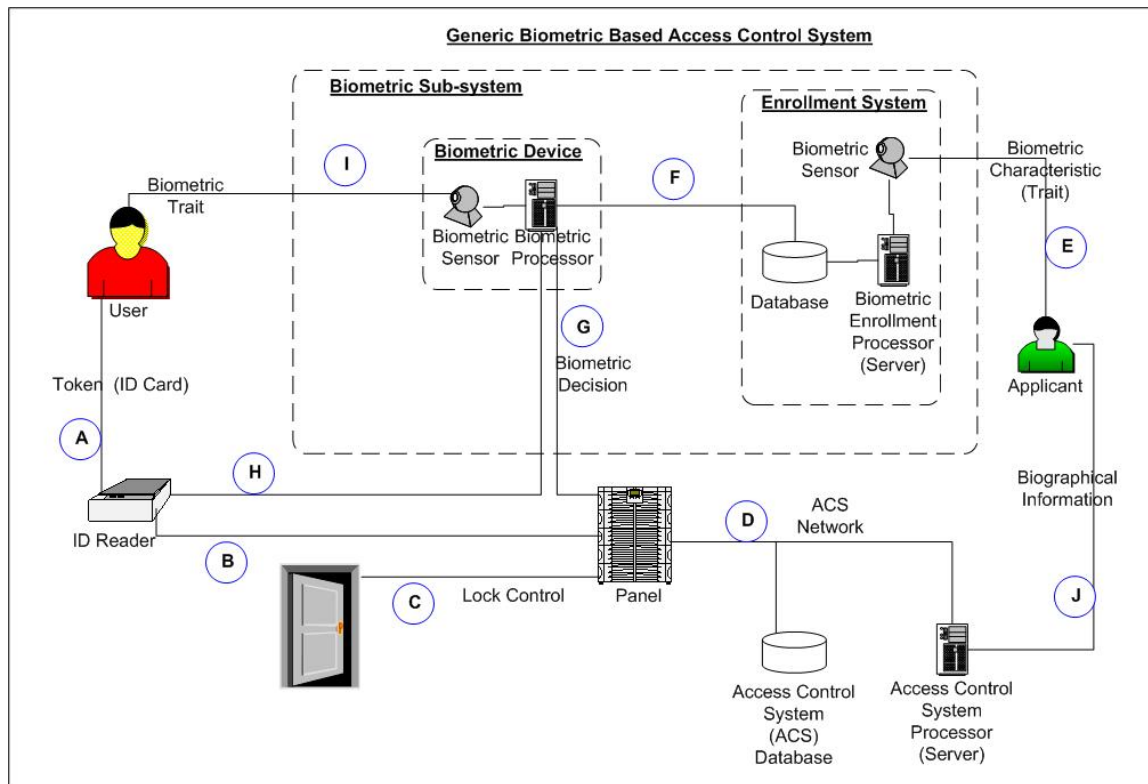 Generic Biometric Based Access Control System
Biometric Sub-system
Enrollment System
Biometric Device
Biometric
Sensor
Biometric
Characteristic
(Trait)
I
F
Biometric
Trait
Biometric
Sensor
Biometric
Processor
E
User
Database
Biometric
Enrollment
Processor
(Server)
G
Biometric
Decision
Applicant
Token (ID Card)
A
H
Biographical
Information
ACS
Network
D
ID Reader
B
C
Lock Control
Panel
J
Access Control
System
(ACS)
Database
Access Control
System
Processor
(Server)